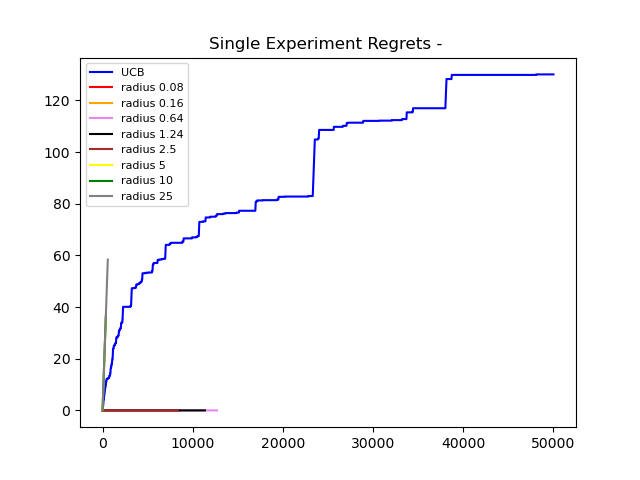 Single Experiment Regrets -
UCB
radius 0.08
radius 0.16
radius 0.64
radius 1.24
radius 2.5
radius 5
radius 10
radius 25
120
100
80
60
40
20
0
0 10000 20000 30000 40000 50000